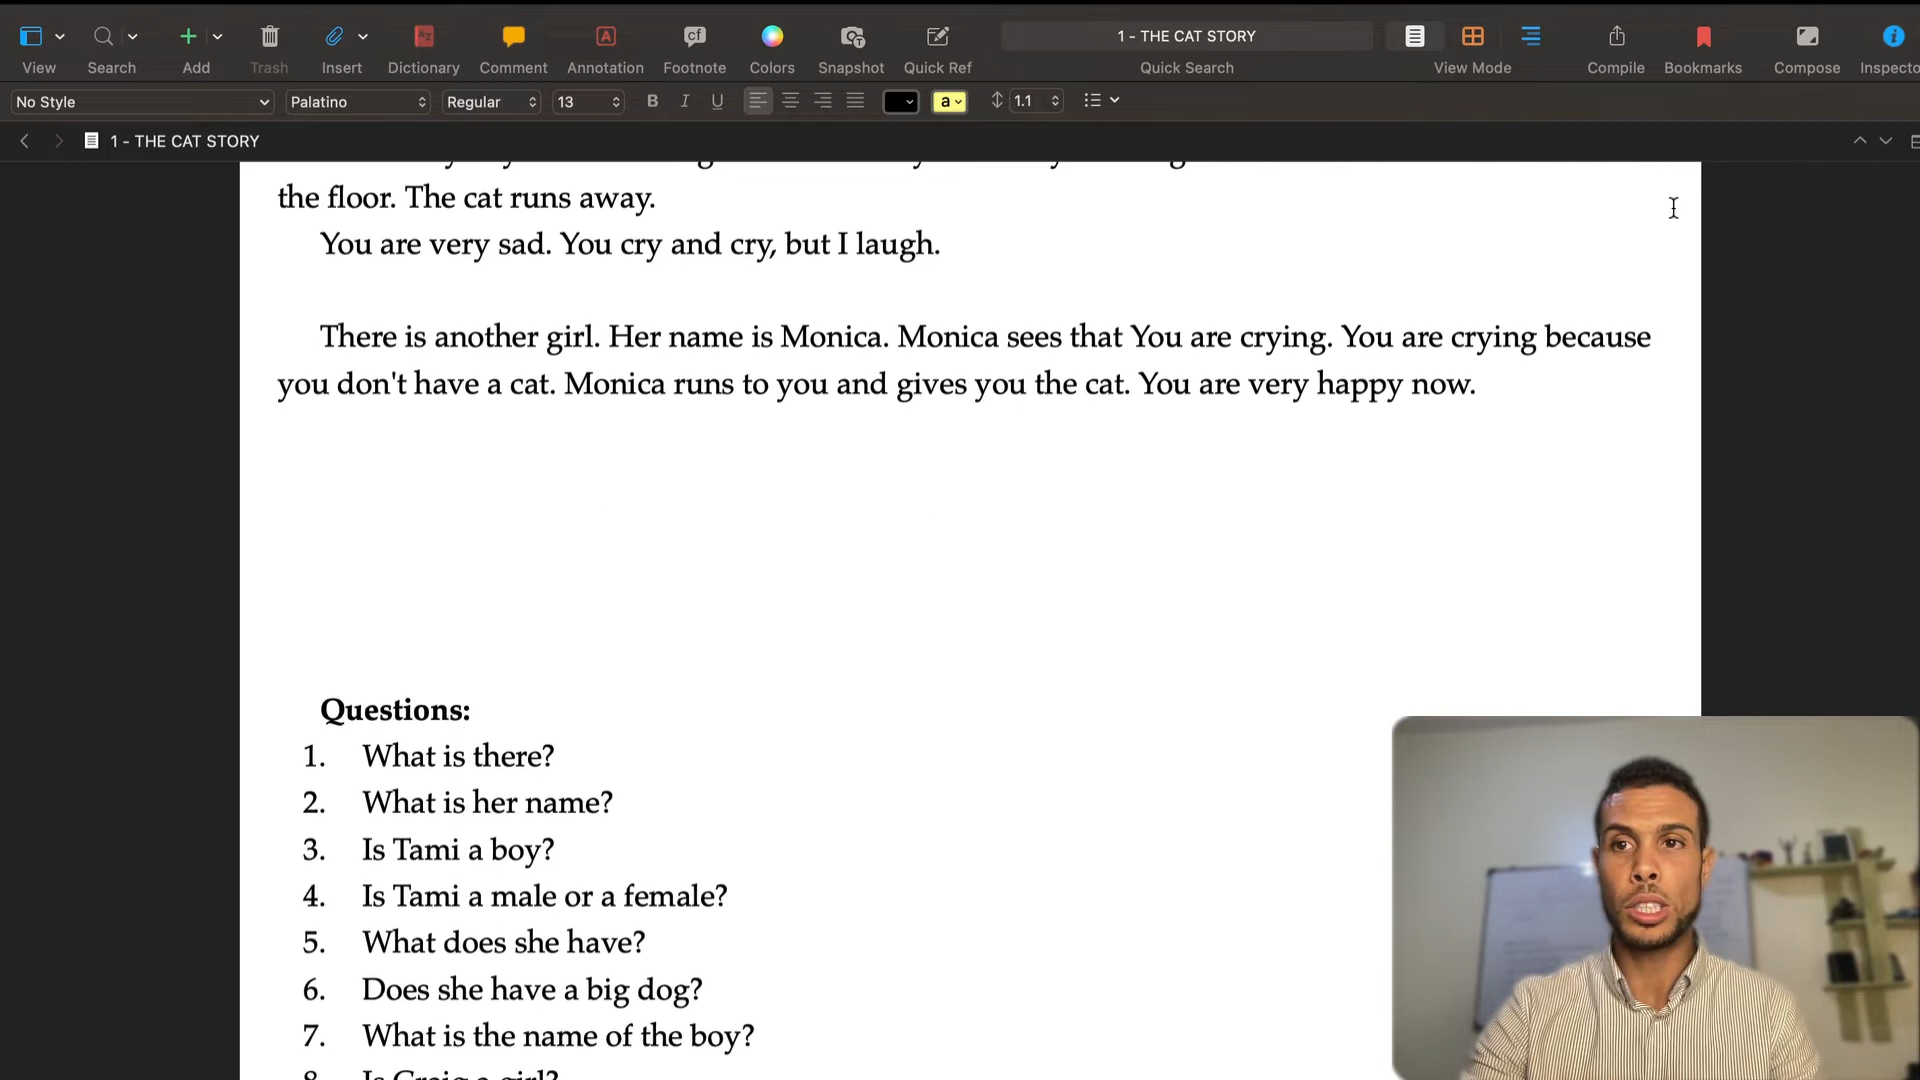 1 - THE CAT STORY
View
Search
Add
Trash
Insert
Dictionary
Comment
Annotation
Footnote
Colors
Snapshot
Quick Ref
Quick Search
View Mode
Compile
Bookmarks
Compose
Inspecto
No Style
Palatino
Regular
13
B
I
U
a
1.1
1 - THE CAT STORY
the floor. The cat runs away.
You are very sad. You cry and cry, but I laugh.
There is another girl. Her name is Monica. Monica sees that You are crying. You are crying because
you don't have a cat. Monica runs to you and gives you the cat. You are very happy now.
Questions:
1. What is there?
2. What is her name?
3. Is Tami a boy?
4. Is Tami a male or a female?
5. What does she have?
6. Does she have a big dog?
7. What is the name of the boy?
8. Is Craig a girl?